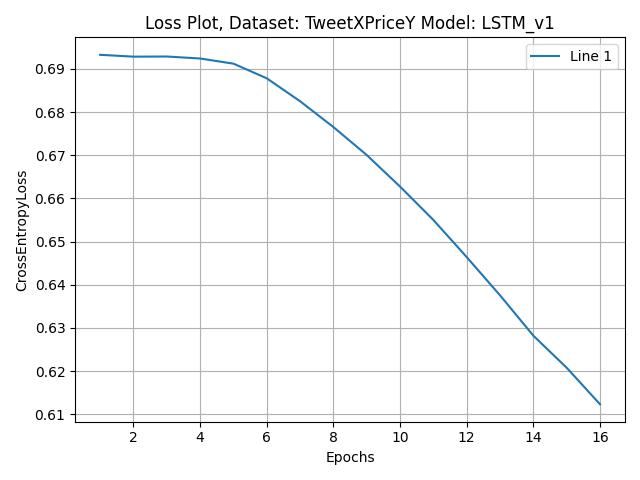 Loss Plot, Dataset: TweetXPriceY Model: LSTM_v1
Line 1
CrossEntropyLoss
0.69
0.68
0.67
0.66
0.65
0.64
0.63
0.62
0.61
2 4 6 8 10 12 14 16
Epochs